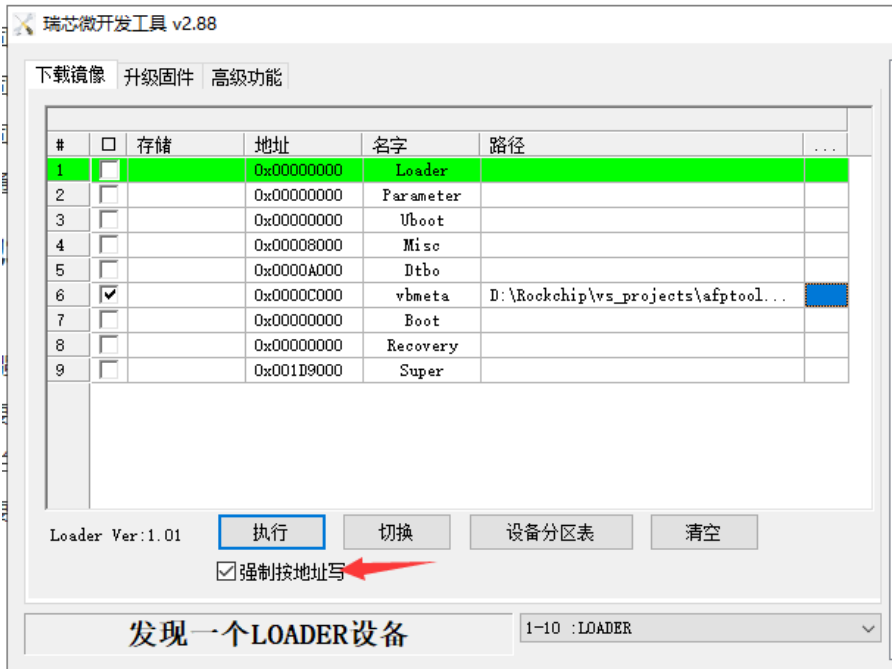 瑞芯微开发工具 v2.88
下载镜像 升级固件 高级功能
# 存储 地址 名字 路径 ...
1 0x00000000 Loader
2 0x00000000 Parameter
3 0x00000000 Uboot
4 0x00008000 Misc
5 0x0000A000 Dtbo
6 0x0000C000 vbmeta D:\Rockchip\vs_projects\afptool...
7 0x00000000 Boot
8 0x00000000 Recovery
9 0x001D9000 Super
Loader Ver:1.01 执行 切换 设备分区表 清空
强制按地址写
发现一个LOADER设备 1-10 :LOADER